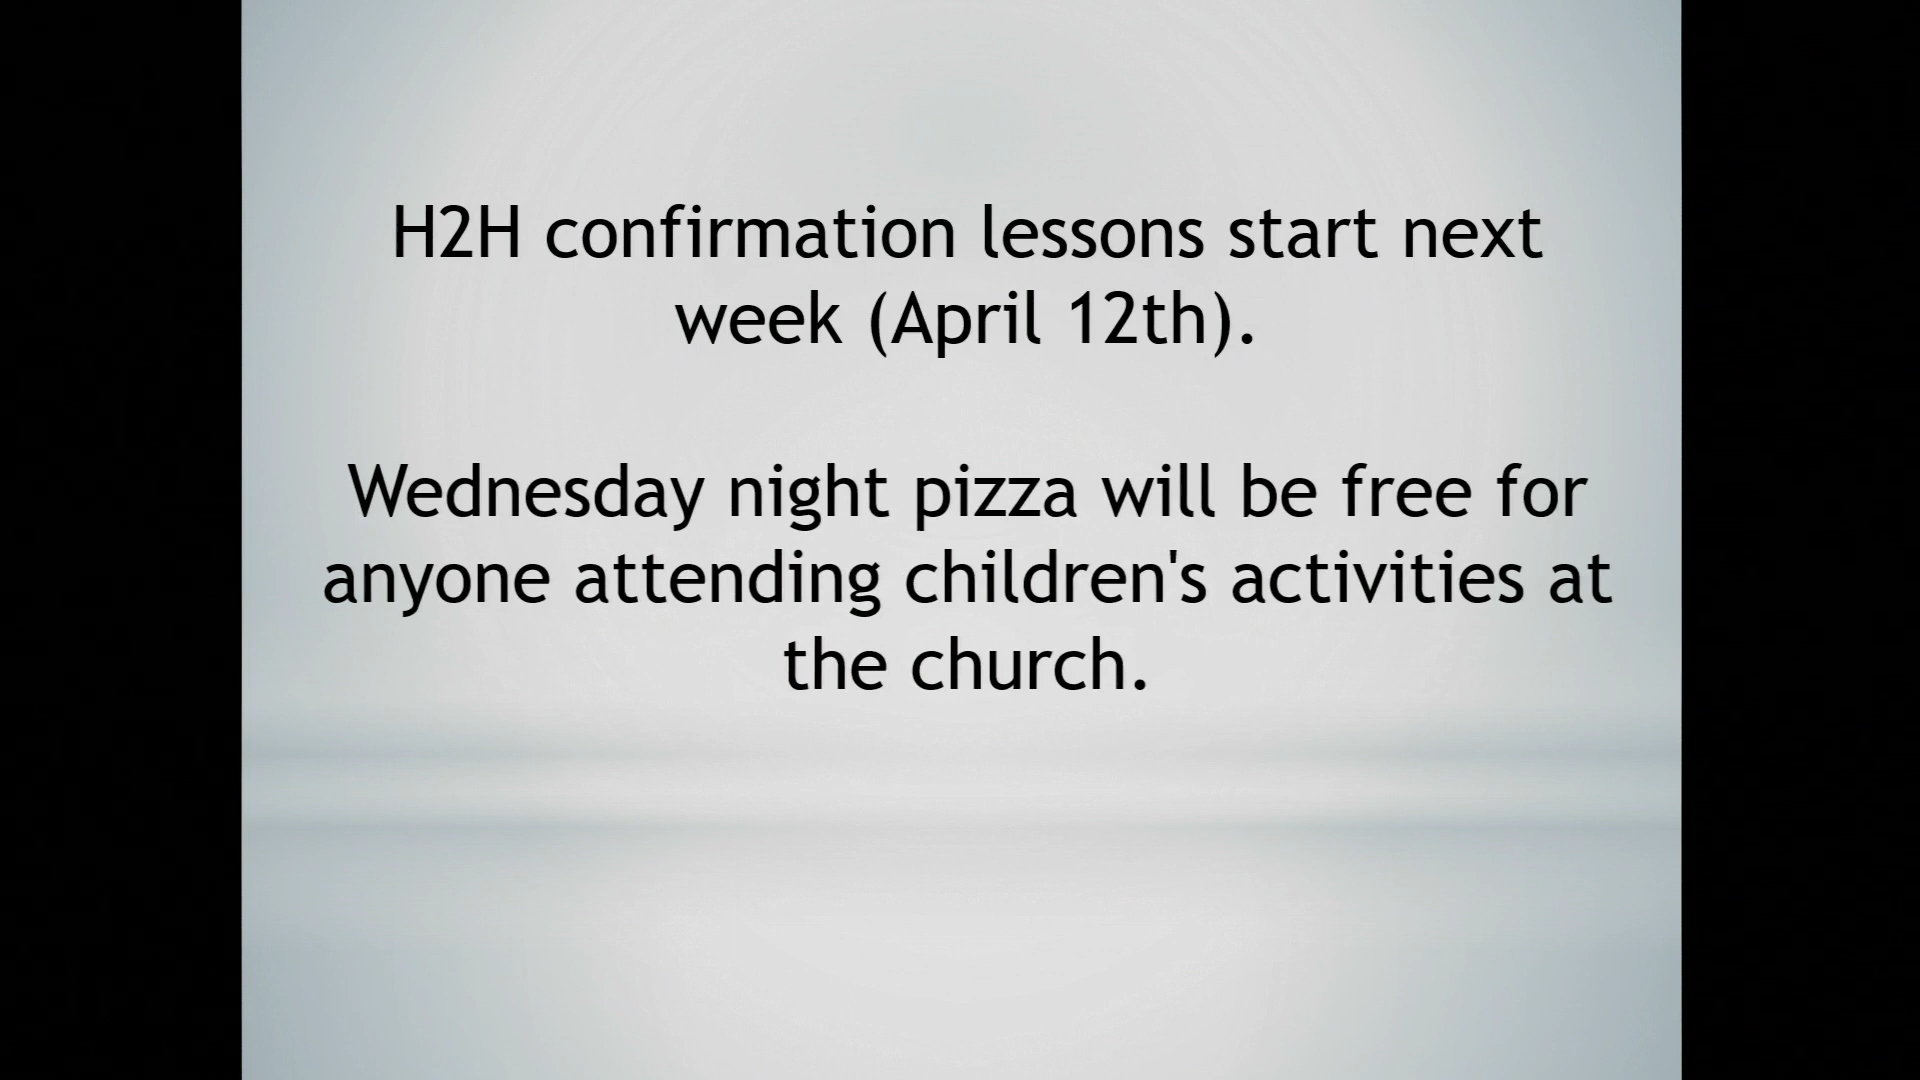 H2H confirmation lessons start next
week (April 12th).
Wednesday night pizza will be free for
anyone attending children's activities at
the church.